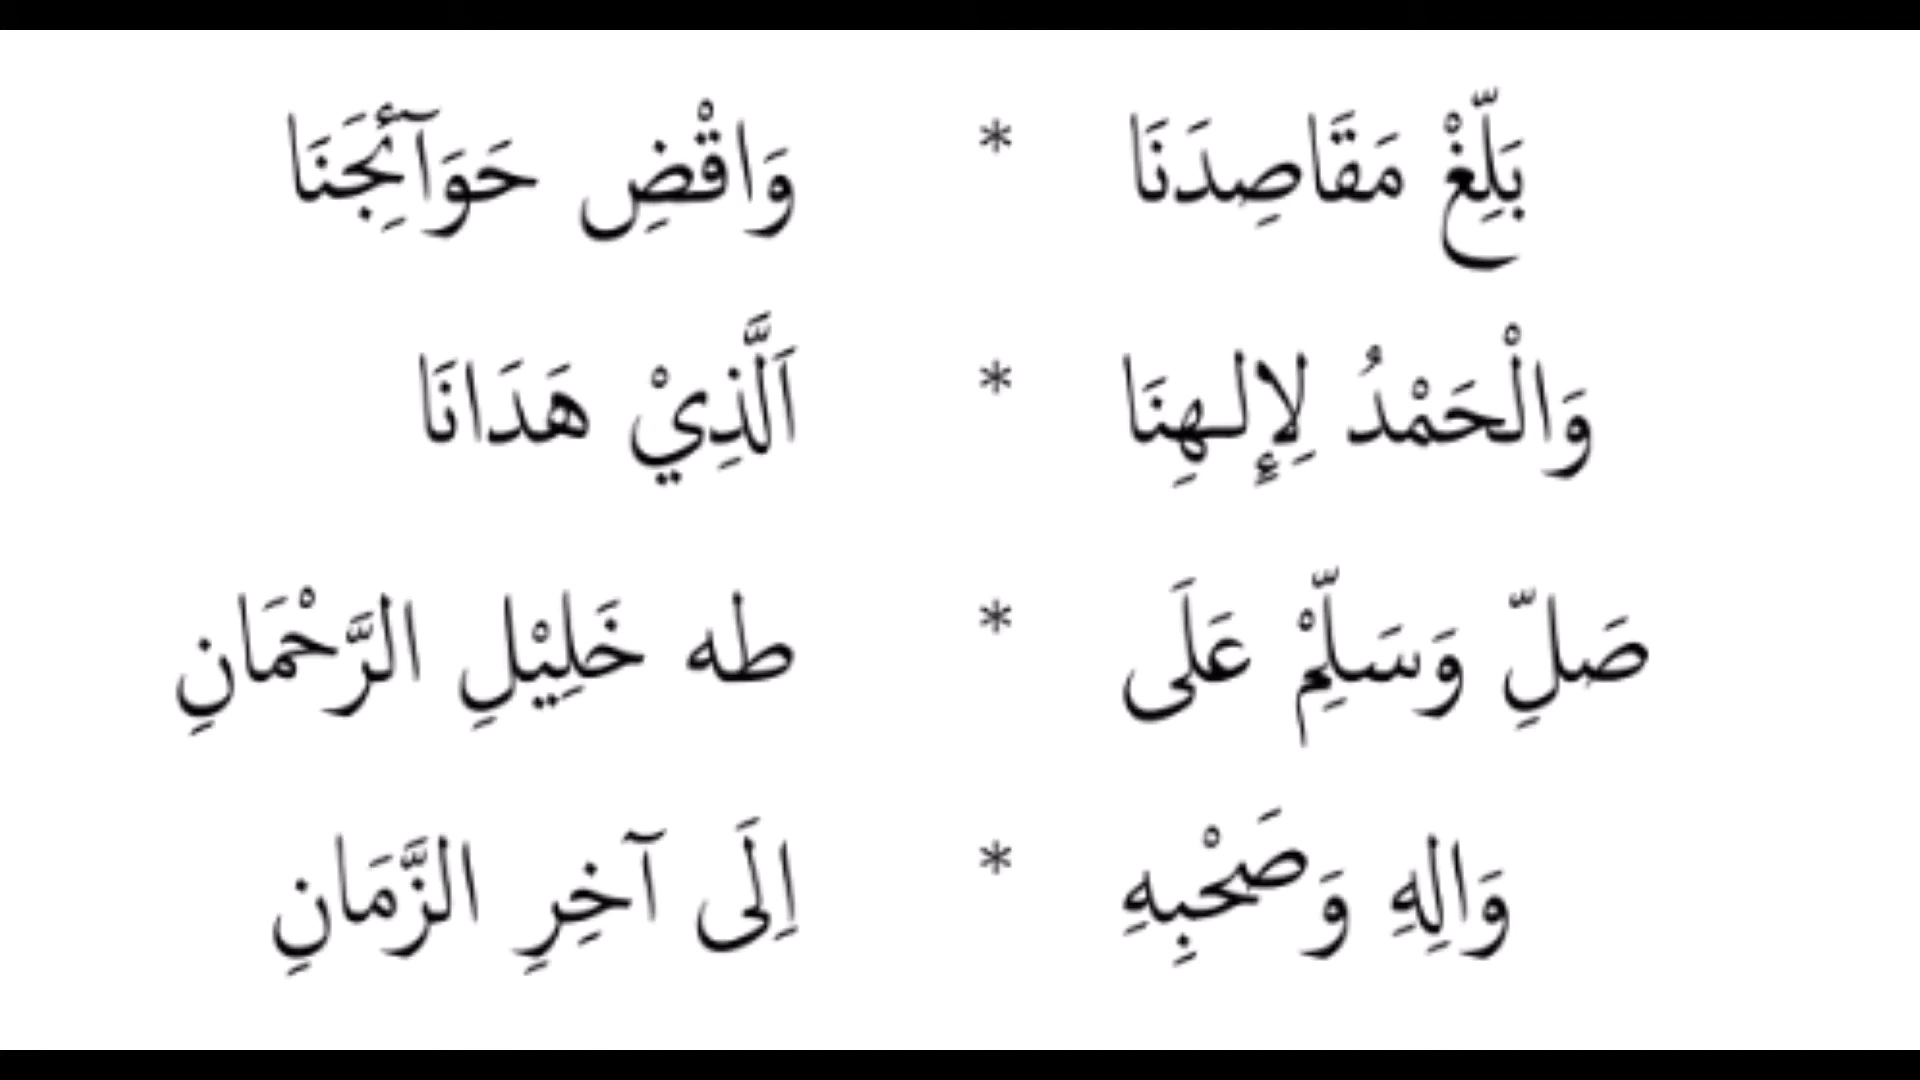 بَلِّغْ مَقَاصِدَنَا * وَاقْضِ حَوَآئِجَنَا
وَالْحَمْدُ لِإِلـهِنَا * اَلَّذِيْ هَدَانَا
صَلِّ وَسَلِّمْ عَلَى * طه خَلِيْلِ الرَّحْمَانِ
وَالِهِ وَصَحْبِهِ * اِلَى آخِرِ الزَّمَانِ